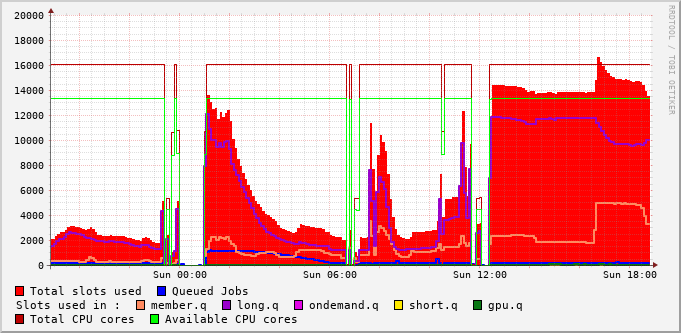 RRDTOOL / TOBI OETIKER
20000
18000
16000
14000
12000
10000
8000
6000
4000
2000
0
Sun 00:00 Sun 06:00 Sun 12:00 Sun 18:00
Total slots used Queued Jobs
Slots used in : member.q long.q ondemand.q short.q gpu.q
Total CPU cores Available CPU cores